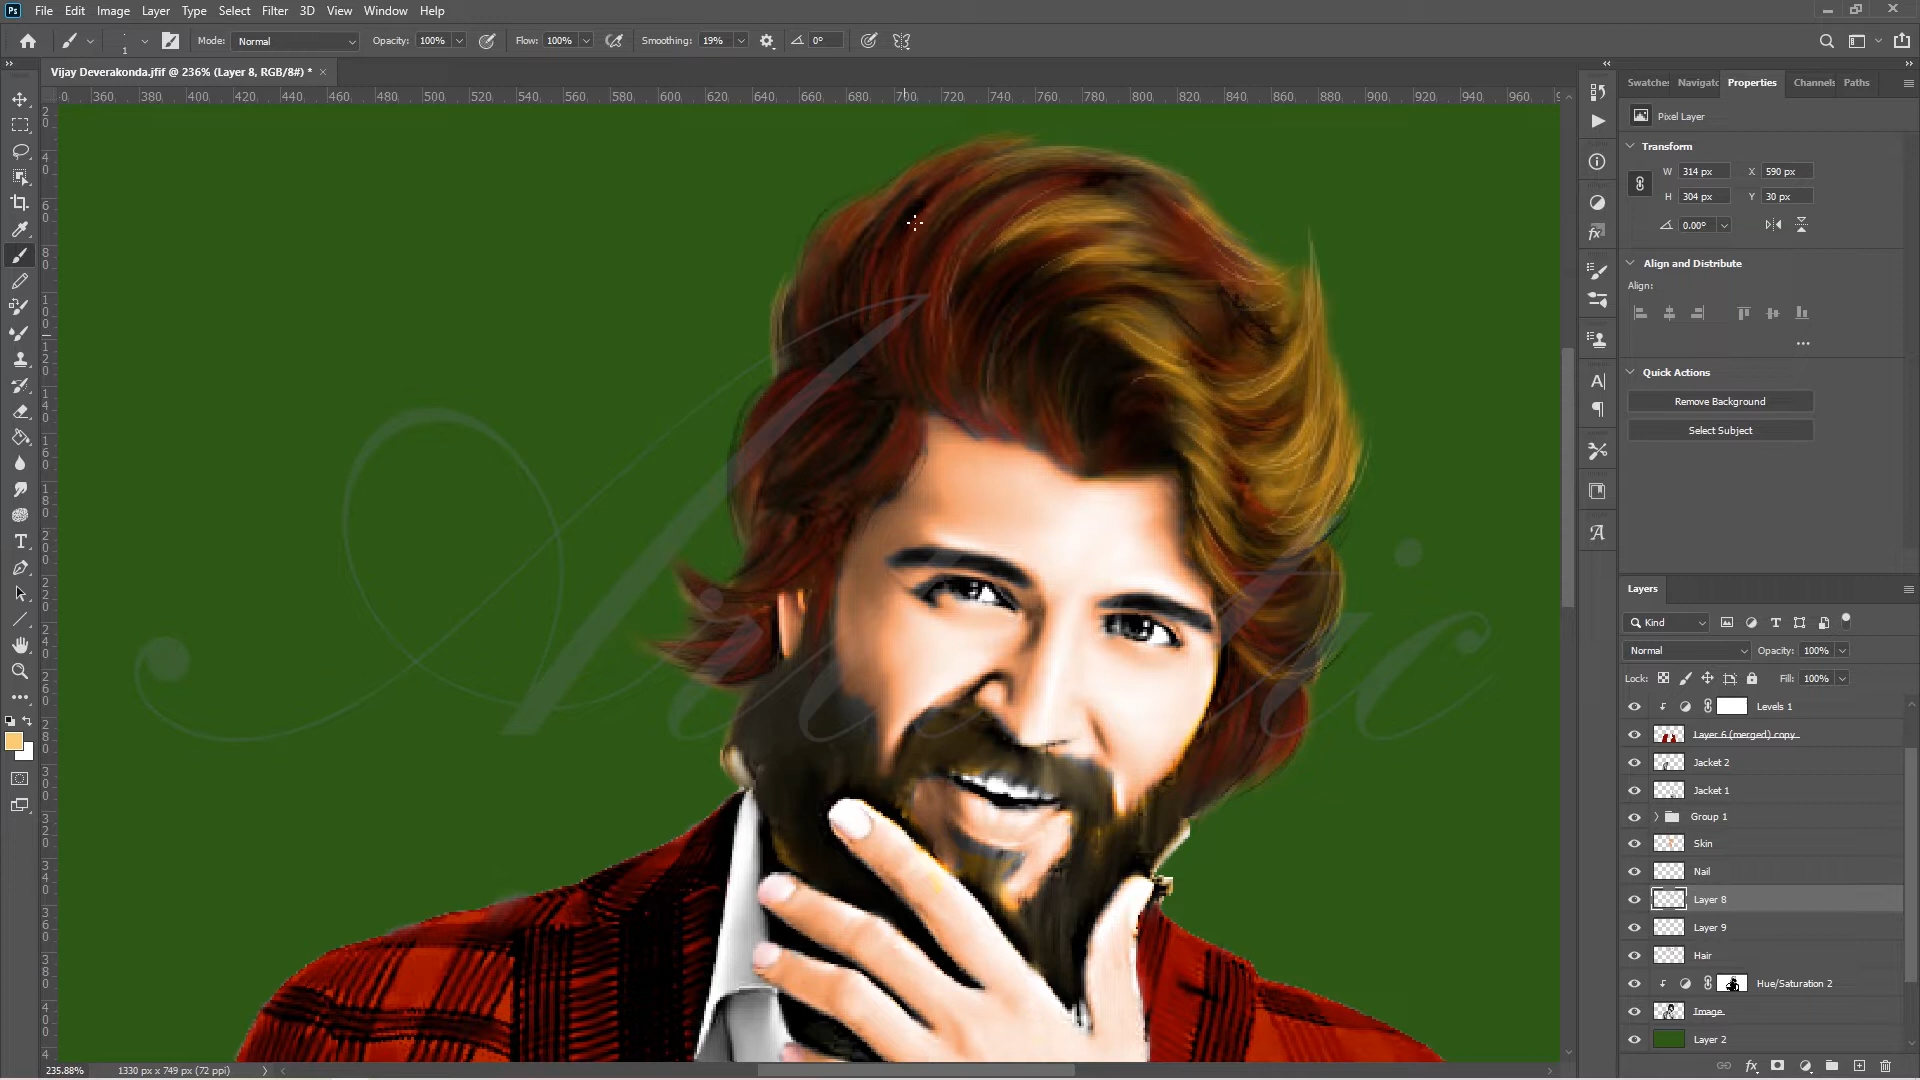 Ps File Edit Image Layer Type Select Filter 3D View Window Help
1 Mode: Normal Opacity: 100% Flow: 100% Smoothing: 19% 0°
Vijay Deverakonda.jfif @ 236% (Layer 8, RGB/8#) * ×
360 380 400 420 440 460 480 500 520 540 560 580 600 620 640 660 680 700 720 740 760 780 800 820 840 860 880 900 920 940 960
Swatches Navigato Properties Channels Paths
Pixel Layer
Transform
W 314 px X 590 px
H 304 px Y 30 px
0.00°
Align and Distribute
Align:
Quick Actions
Remove Background
Select Subject
Layers
Kind
Normal Opacity: 100%
Lock: Fill: 100%
Levels 1
Layer 6 (merged) copy
Jacket 2
Jacket 1
Group 1
Skin
Nail
Layer 8
Layer 9
Hair
Hue/Saturation 2
Image
Layer 2
235.88% 1330 px x 749 px (72 ppi)